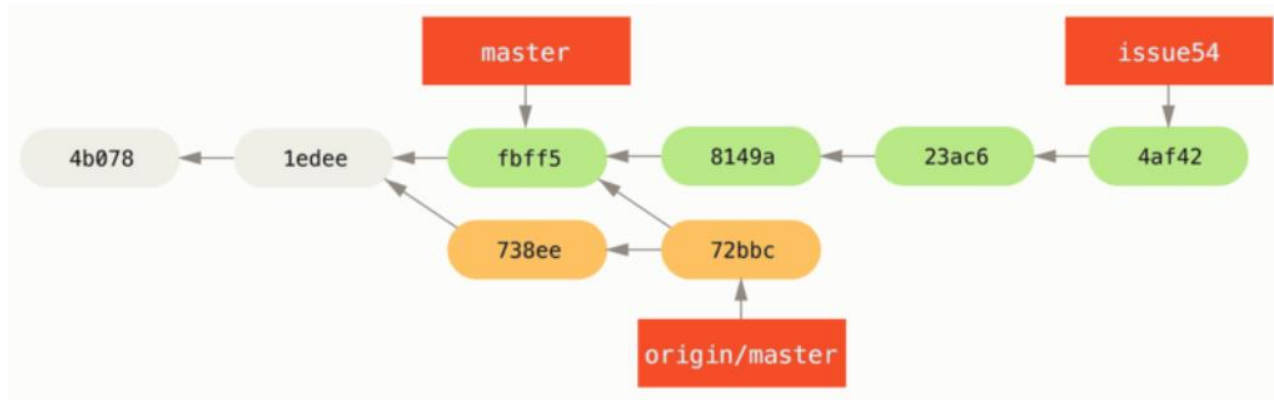 master
issue54
4b078
1edee
fbff5
8149a
23ac6
4af42
738ee
72bbc
origin/master